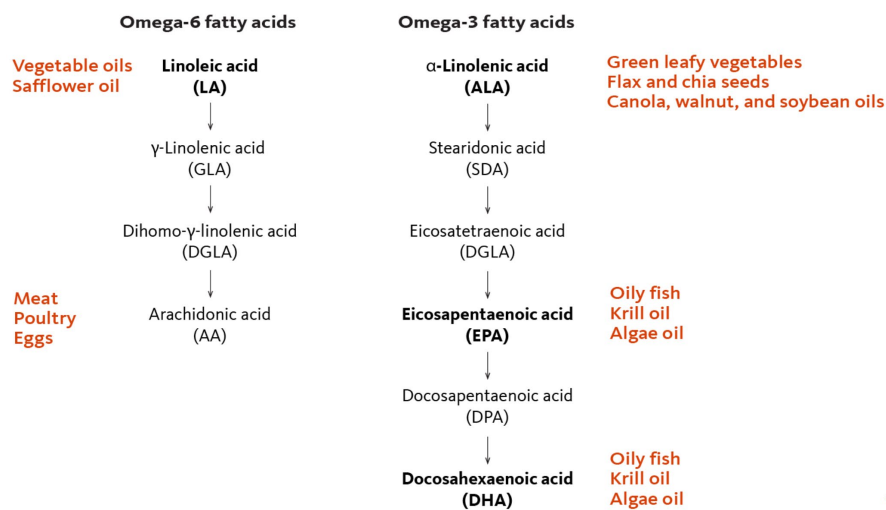 Omega-6 fatty acids
Omega-3 fatty acids
Vegetable oils
Safflower oil
Linoleic acid
(LA)
α-Linolenic acid
(ALA)
Green leafy vegetables
Flax and chia seeds
Canola, walnut, and soybean oils
γ-Linolenic acid
(GLA)
Stearidonic acid
(SDA)
Dihomo-γ-linolenic acid
(DGLA)
Eicosatetraenoic acid
(DGLA)
Meat
Poultry
Eggs
Arachidonic acid
(AA)
Eicosapentaenoic acid
(EPA)
Oily fish
Krill oil
Algae oil
Docosapentaenoic acid
(DPA)
Docosahexaenoic acid
(DHA)
Oily fish
Krill oil
Algae oil